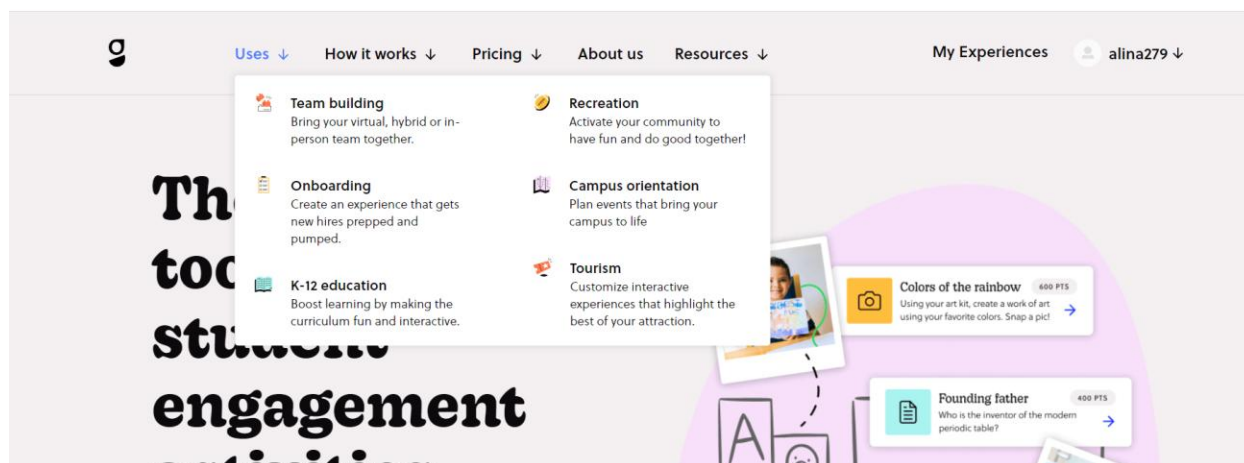 g
Uses ↓ How it works ↓ Pricing ↓ About us Resources ↓ My Experiences alina279 ↓
Team building
Bring your virtual, hybrid or in-
person team together.
Onboarding
Create an experience that gets
new hires prepped and
pumped.
K-12 education
Boost learning by making the
curriculum fun and interactive.
Recreation
Activate your community to
have fun and do good together!
Campus orientation
Plan events that bring your
campus to life
Tourism
Customize interactive
experiences that highlight the
best of your attraction.
student
engagement
Colors of the rainbow 600 PTS
Using your art kit, create a work of art
using your favorite colors. Snap a pic!
Founding father 400 PTS
Who is the inventor of the modern
periodic table?
A